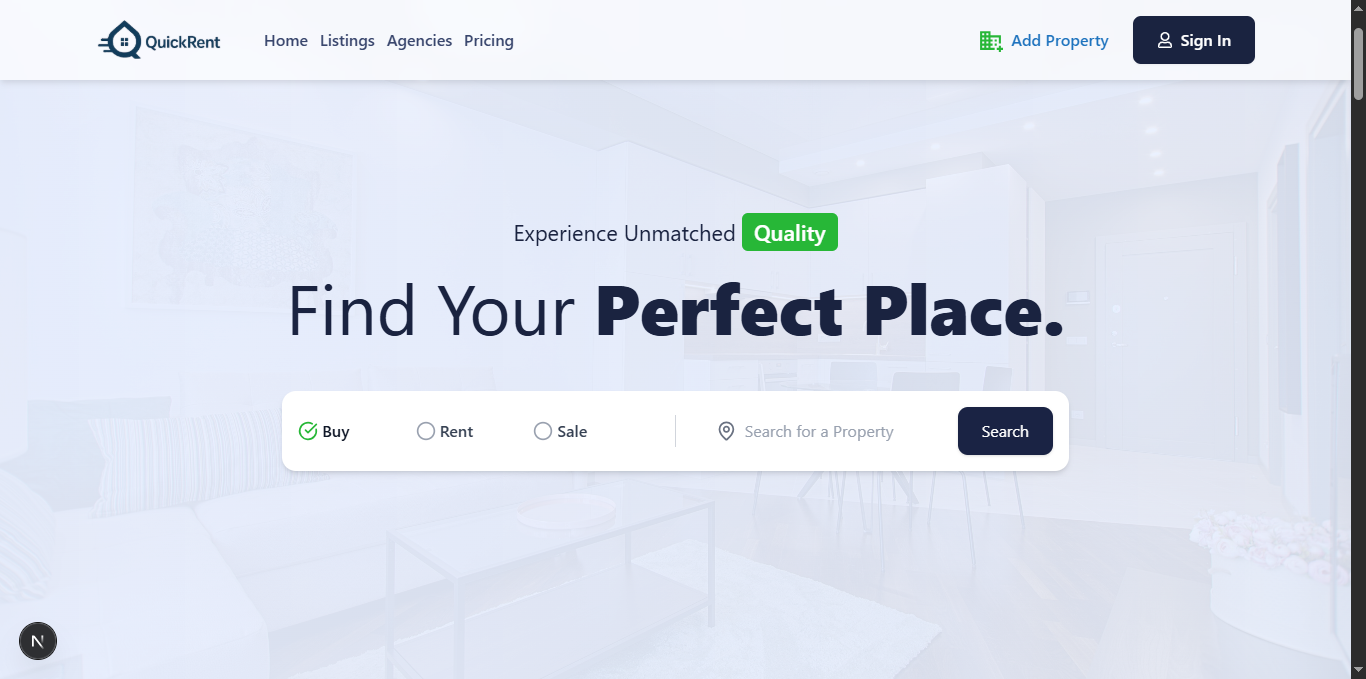 QuickRent Home Listings Agencies Pricing Add Property Sign In
Experience Unmatched Quality
Find Your Perfect Place.
Buy Rent Sale Search for a Property Search
N